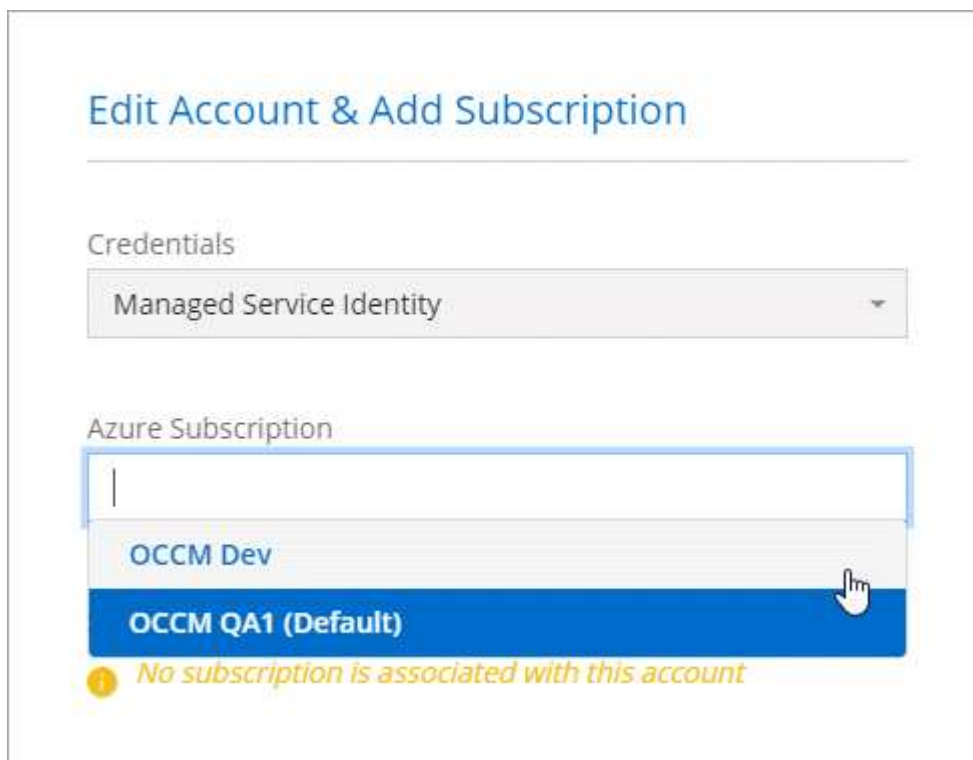 Edit Account & Add Subscription
Credentials
Managed Service Identity
Azure Subscription
OCCM Dev
OCCM QA1 (Default)
No subscription is associated with this account